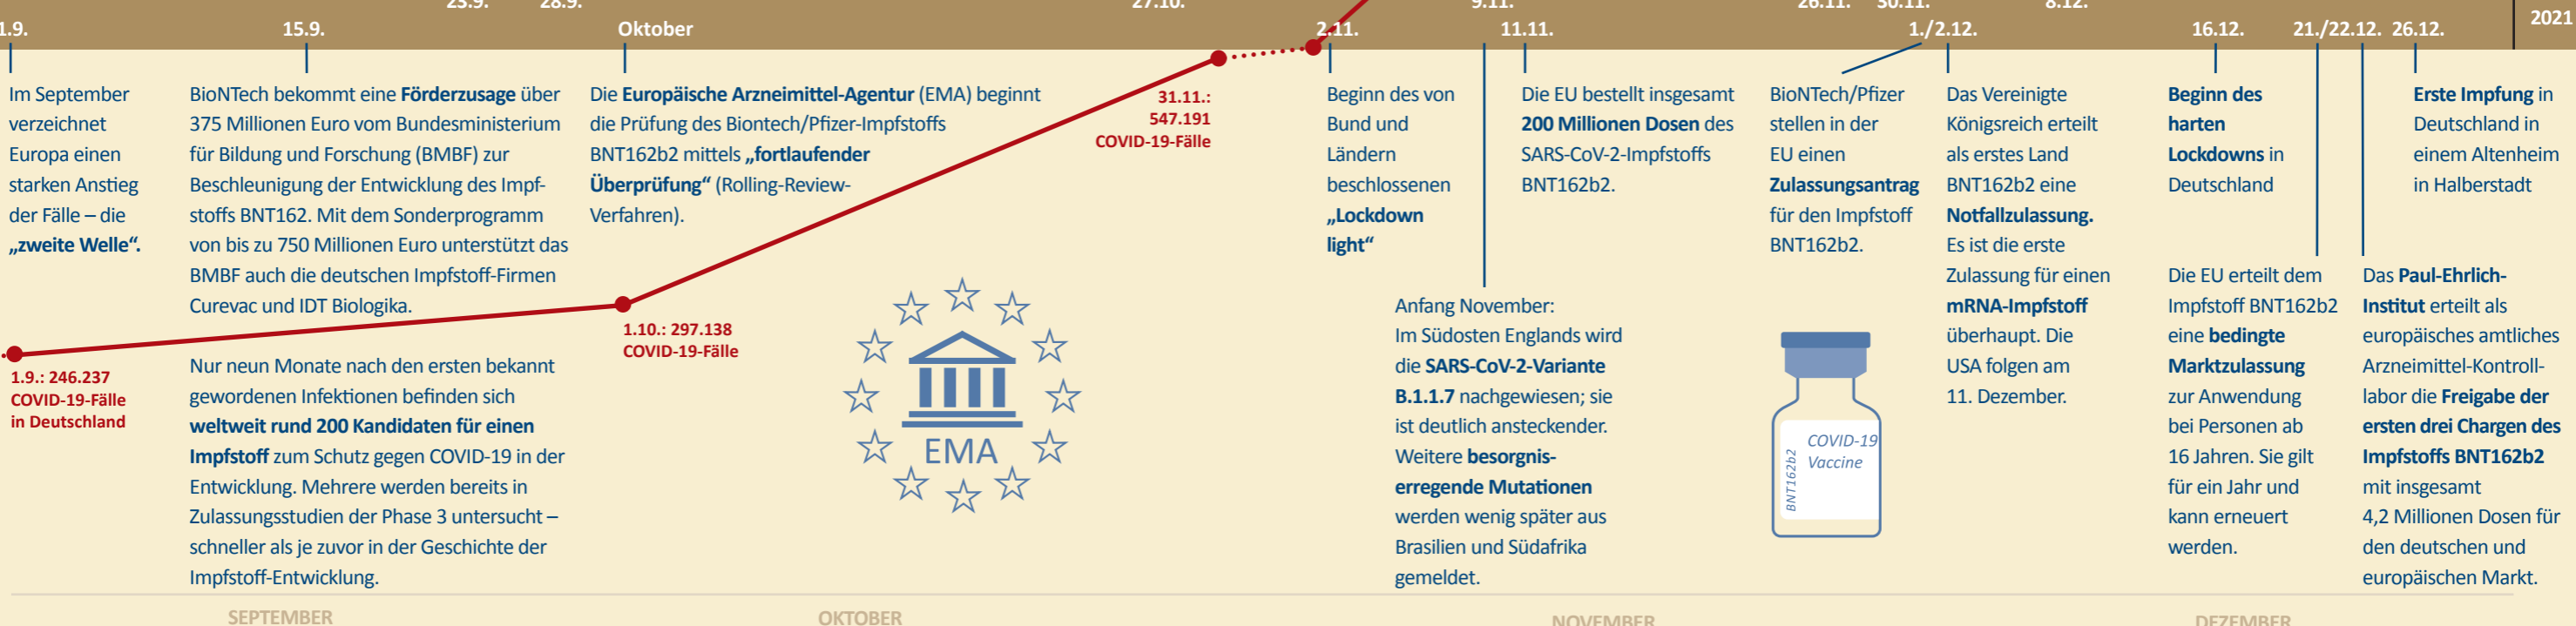 23.9. 28.9. 27.10. 9.11. 26.11. 30.11. 8.12.
1.9. 15.9. Oktober 2.11. 11.11. 1./2.12. 16.12. 21./22.12. 26.12. 2021
Im September
verzeichnet
Europa einen
starken Anstieg
der Fälle – die
„zweite Welle“.
1.9.: 246.237
COVID-19-Fälle
in Deutschland
BioNTech bekommt eine Förderzusage über
375 Millionen Euro vom Bundesministerium
für Bildung und Forschung (BMBF) zur
Beschleunigung der Entwicklung des Impf-
stoffs BNT162. Mit dem Sonderprogramm
von bis zu 750 Millionen Euro unterstützt das
BMBF auch die deutschen Impfstoff-Firmen
Curevac und IDT Biologika.
Nur neun Monate nach den ersten bekannt
gewordenen Infektionen befinden sich
weltweit rund 200 Kandidaten für einen
Impfstoff zum Schutz gegen COVID-19 in der
Entwicklung. Mehrere werden bereits in
Zulassungsstudien der Phase 3 untersucht –
schneller als je zuvor in der Geschichte der
Impfstoff-Entwicklung.
Die Europäische Arzneimittel-Agentur (EMA) beginnt
die Prüfung des Biontech/Pfizer-Impfstoffs
BNT162b2 mittels „fortlaufender
Überprüfung“ (Rolling-Review-
Verfahren).
1.10.: 297.138
COVID-19-Fälle
EMA
31.11.:
547.191
COVID-19-Fälle
Beginn des von
Bund und
Ländern
beschlossenen
„Lockdown
light“
Anfang November:
Im Südosten Englands wird
die SARS-CoV-2-Variante
B.1.1.7 nachgewiesen; sie
ist deutlich ansteckender.
Weitere besorgnis-
erregende Mutationen
werden wenig später aus
Brasilien und Südafrika
gemeldet.
Die EU bestellt insgesamt
200 Millionen Dosen des
SARS-CoV-2-Impfstoffs
BNT162b2.
BioNTech/Pfizer
stellen in der
EU einen
Zulassungsantrag
für den Impfstoff
BNT162b2.
COVID-19
Vaccine
BNT162b2
Das Vereinigte
Königsreich erteilt
als erstes Land
BNT162b2 eine
Notfallzulassung.
Es ist die erste
Zulassung für einen
mRNA-Impfstoff
überhaupt. Die
USA folgen am
11. Dezember.
Beginn des
harten
Lockdowns in
Deutschland
Die EU erteilt dem
Impfstoff BNT162b2
eine bedingte
Marktzulassung
zur Anwendung
bei Personen ab
16 Jahren. Sie gilt
für ein Jahr und
kann erneuert
werden.
Erste Impfung in
Deutschland in
einem Altenheim
in Halberstadt
Das Paul-Ehrlich-
Institut erteilt als
europäisches amtliches
Arzneimittel-Kontroll-
labor die Freigabe der
ersten drei Chargen des
Impfstoffs BNT162b2
mit insgesamt
4,2 Millionen Dosen für
den deutschen und
europäischen Markt.
SEPTEMBER OKTOBER NOVEMBER DEZEMBER